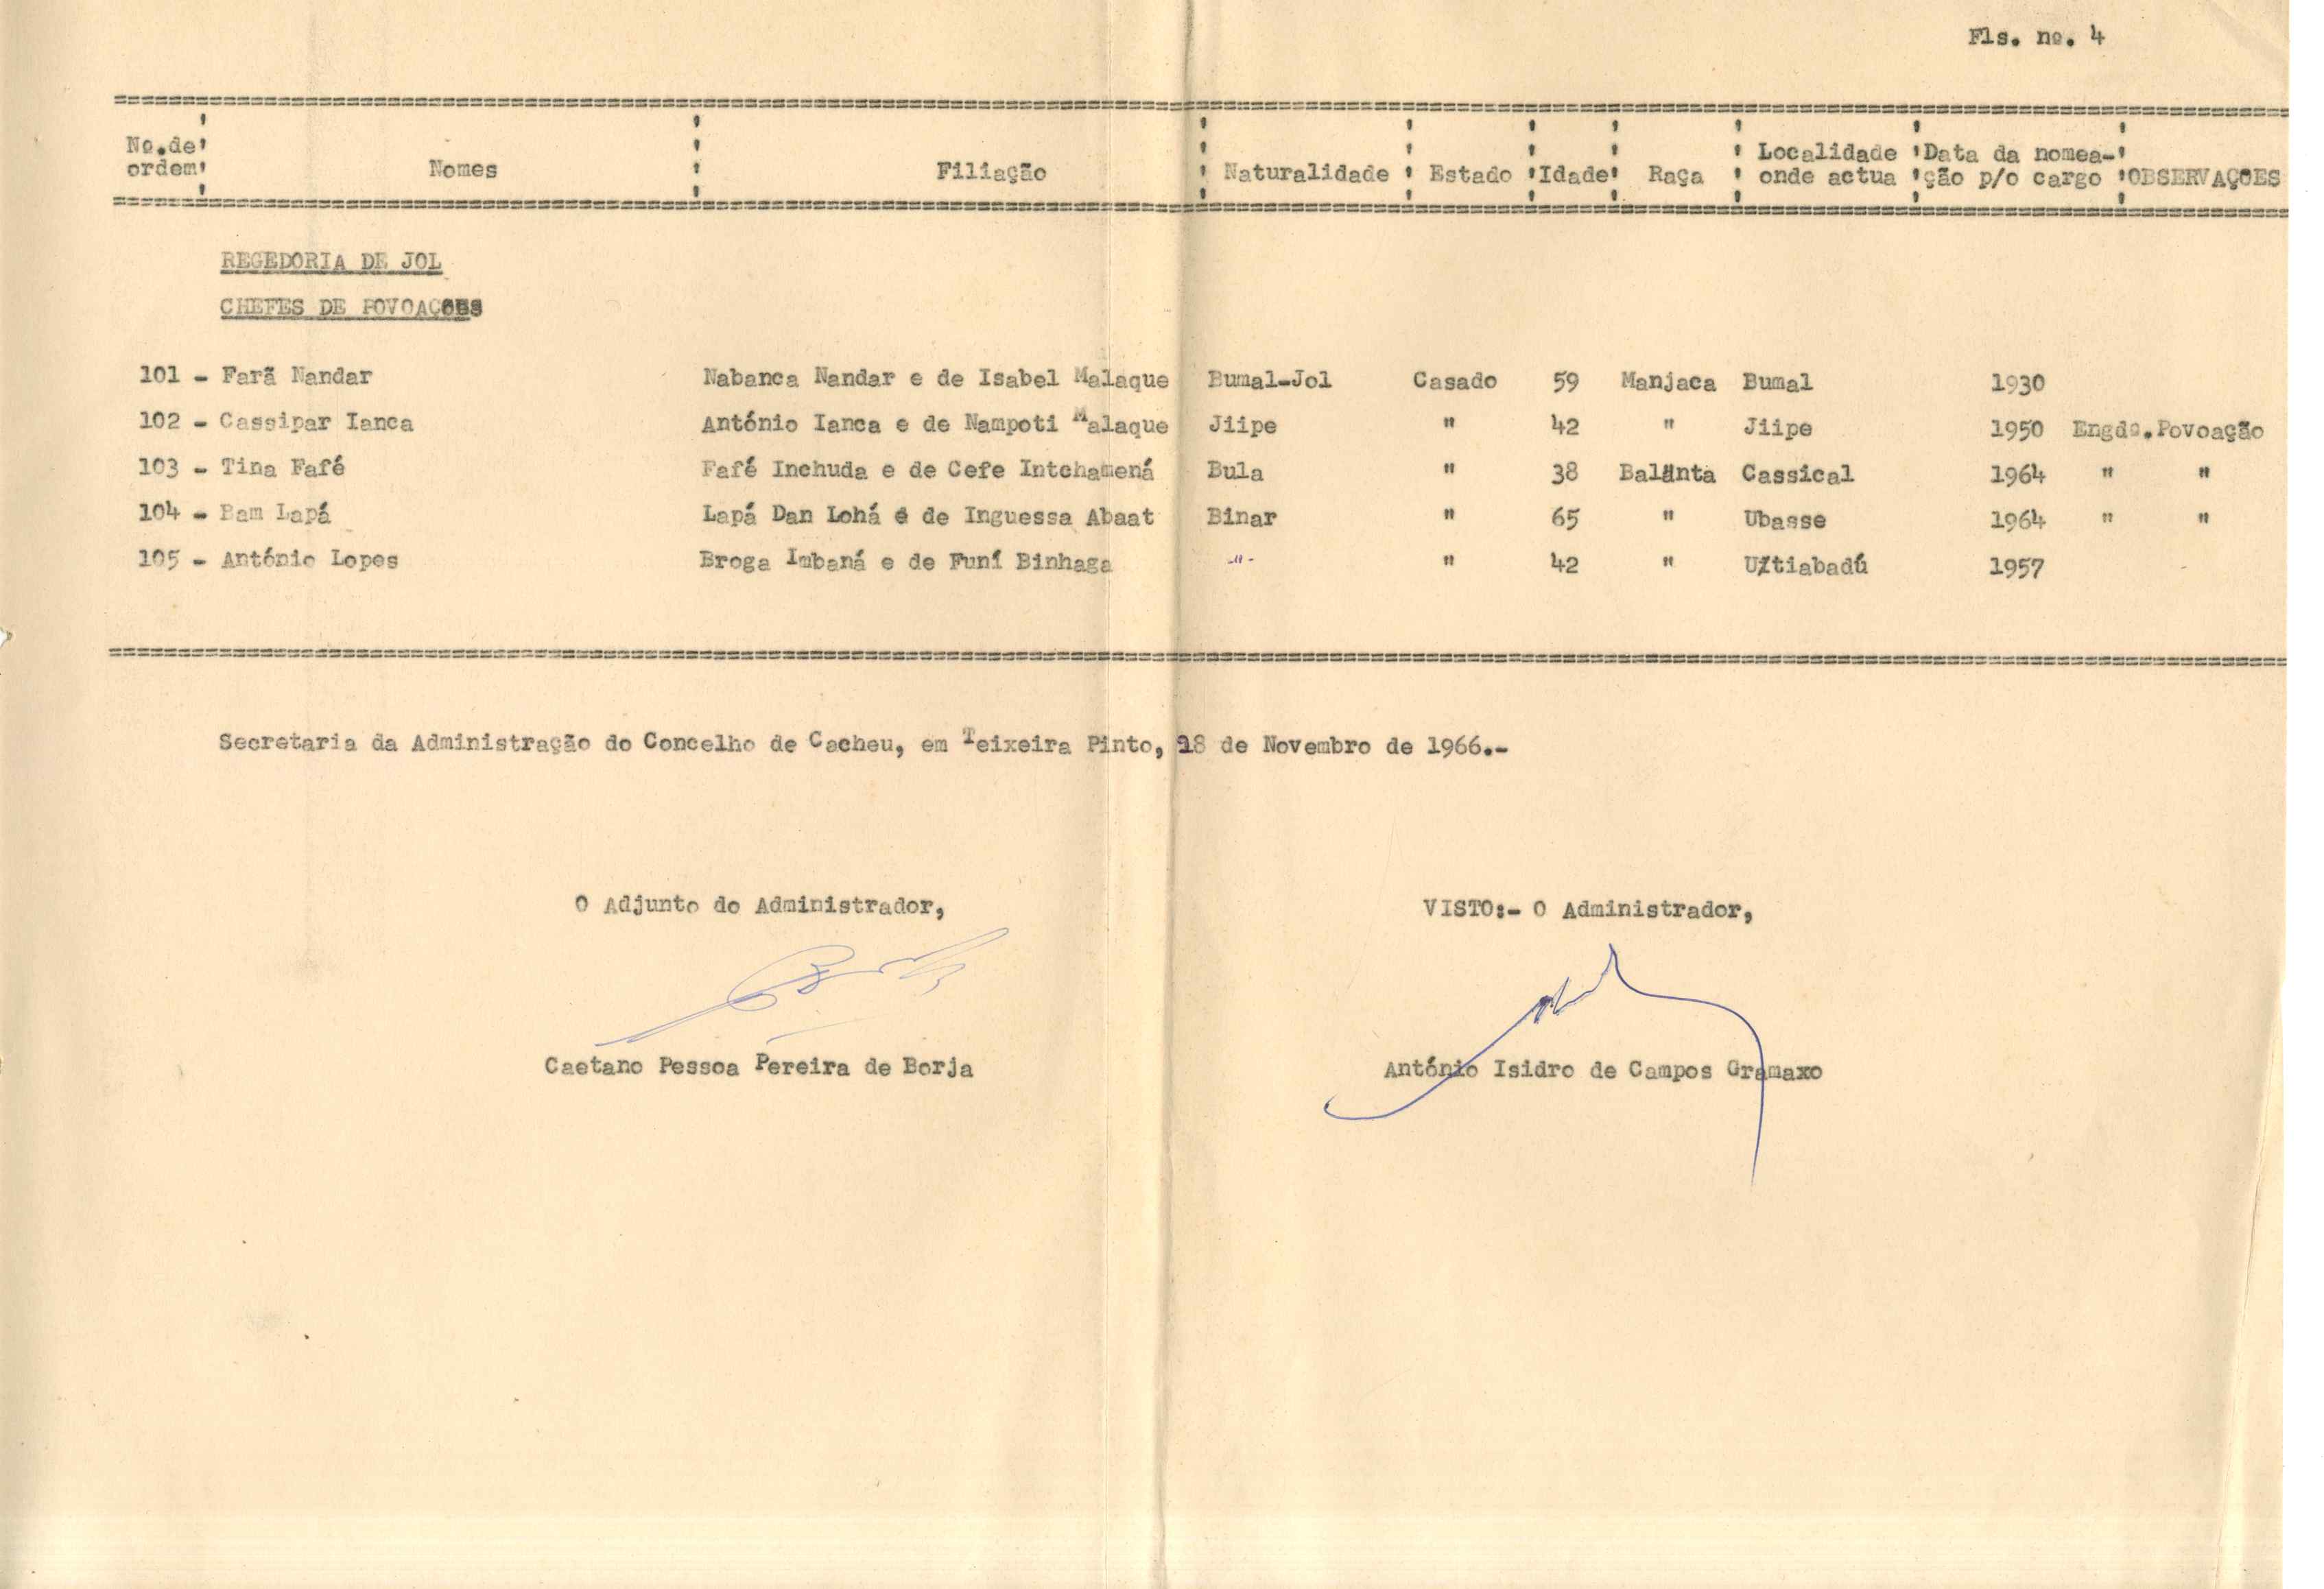 Fls. nº. 4
Nº.de ordem Nomes Filiação Naturalidade Estado Idade Raça Localidade onde actua Data da nomea-ção p/o cargo OBSERVAÇOES
REGEDORIA DE JOL
CHEFES DE POVOAÇOES
101 - Farã Nandar Nabanca Nandar e de Isabel Malaque Bumal-Jol Casado 59 Manjaca Bumal 1930
102 - Cassipar Ianca António Ianca e de Nampoti Malaque Jiipe " 42 " Jiipe 1950 Engdº.Povoação
103 - Tina Fafé Fafé Inchuda e de Cefe Intchamená Bula " 38 Balanta Cassical 1964 " "
104 - Bam Lapá Lapá Dan Lohá e de Inguessa Abaat Binar " 65 " Ubasse 1964 " "
105 - António Lopes Broga Imbaná e de Funí Binhaga -"- " 42 " 1957
Secretaria da Administração do Concelho de Cacheu, em Teixeira Pinto, 18 de Novembro de 1966.-
O Adjunto do Administrador, VISTO:- O Administrador,
Caetano Pessoa Pereira de Borja António Isidro de Campos Gramaxo